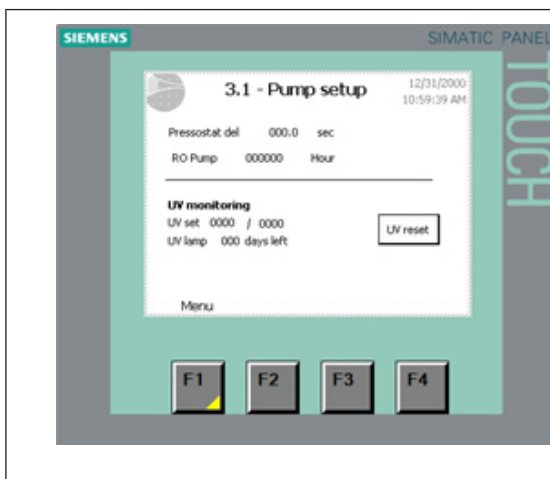 SIEMENS SIMATIC PANEL
TOUCH
3.1 - Pump setup 12/31/2000
10:59:39 AM
Pressostat del 000.0 sec
RO Pump 000000 Hour
UV monitoring
UV set 0000 / 0000
UV lamp 000 days left
UV reset
Menu
F1 F2 F3 F4